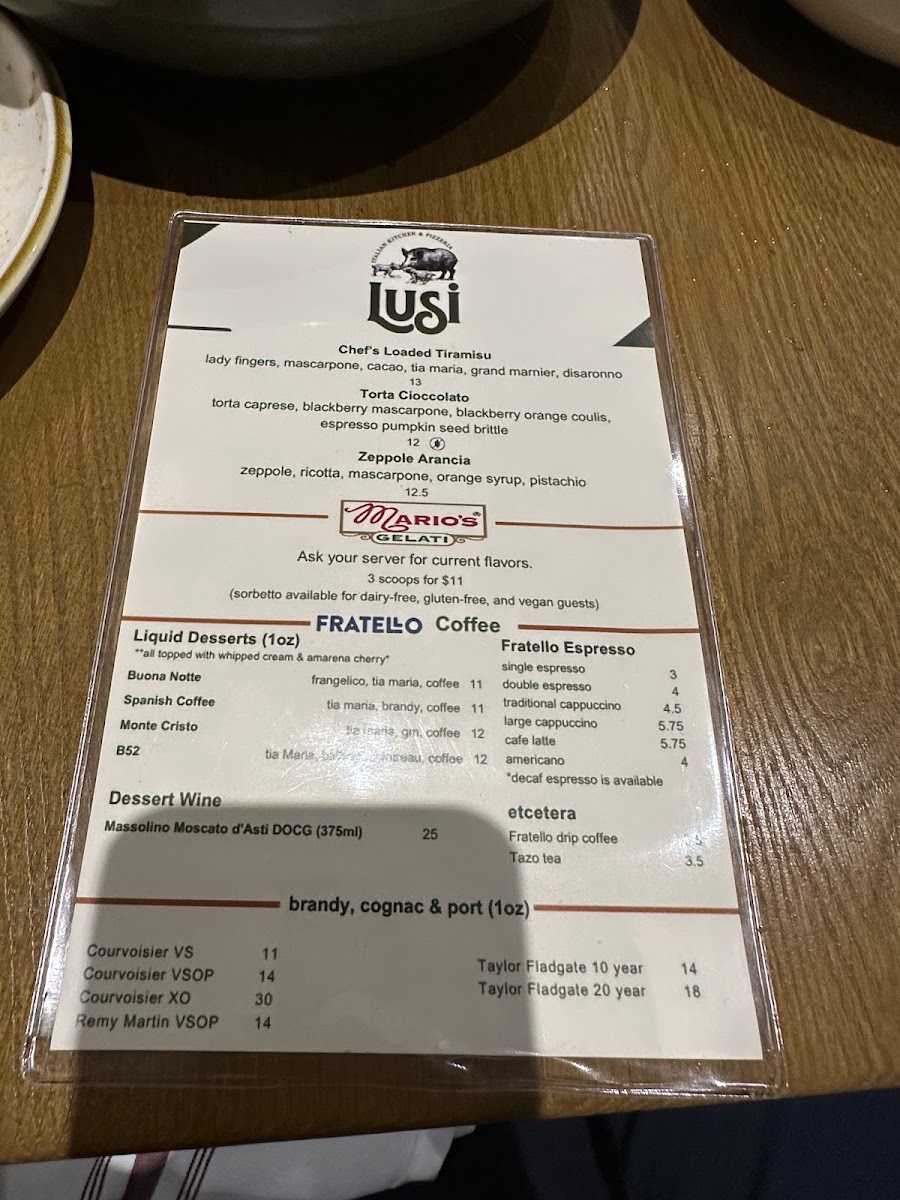 ITALIAN KITCHEN & PIZZERIA
LUSi
Chef's Loaded Tiramisu
lady fingers, mascarpone, cacao, tia maria, grand marnier, disaronno
13
Torta Cioccolato
torta caprese, blackberry mascarpone, blackberry orange coulis,
espresso pumpkin seed brittle
12
Zeppole Arancia
zeppole, ricotta, mascarpone, orange syrup, pistachio
12.5
MARIO'S®
GELATI
Ask your server for current flavors.
3 scoops for $11
(sorbetto available for dairy-free, gluten-free, and vegan guests)
FRATELLO Coffee
Liquid Desserts (1oz)
**all topped with whipped cream & amarena cherry*
Buona Notte frangelico, tia maria, coffee 11
Spanish Coffee tia maria, brandy, coffee 11
Monte Cristo tia maria, gm, coffee 12
B52 tia Maria, coffee 12
Dessert Wine
Massolino Moscato d'Asti DOCG (375ml) 25
Fratello Espresso
single espresso 3
double espresso 4
traditional cappuccino 4.5
large cappuccino 5.75
cafe latte 5.75
americano 4
*decaf espresso is available
etcetera
Fratello drip coffee
Tazo tea 3.5
brandy, cognac & port (1oz)
Courvoisier VS 11
Courvoisier VSOP 14
Courvoisier XO 30
Remy Martin VSOP 14
Taylor Fladgate 10 year 14
Taylor Fladgate 20 year 18